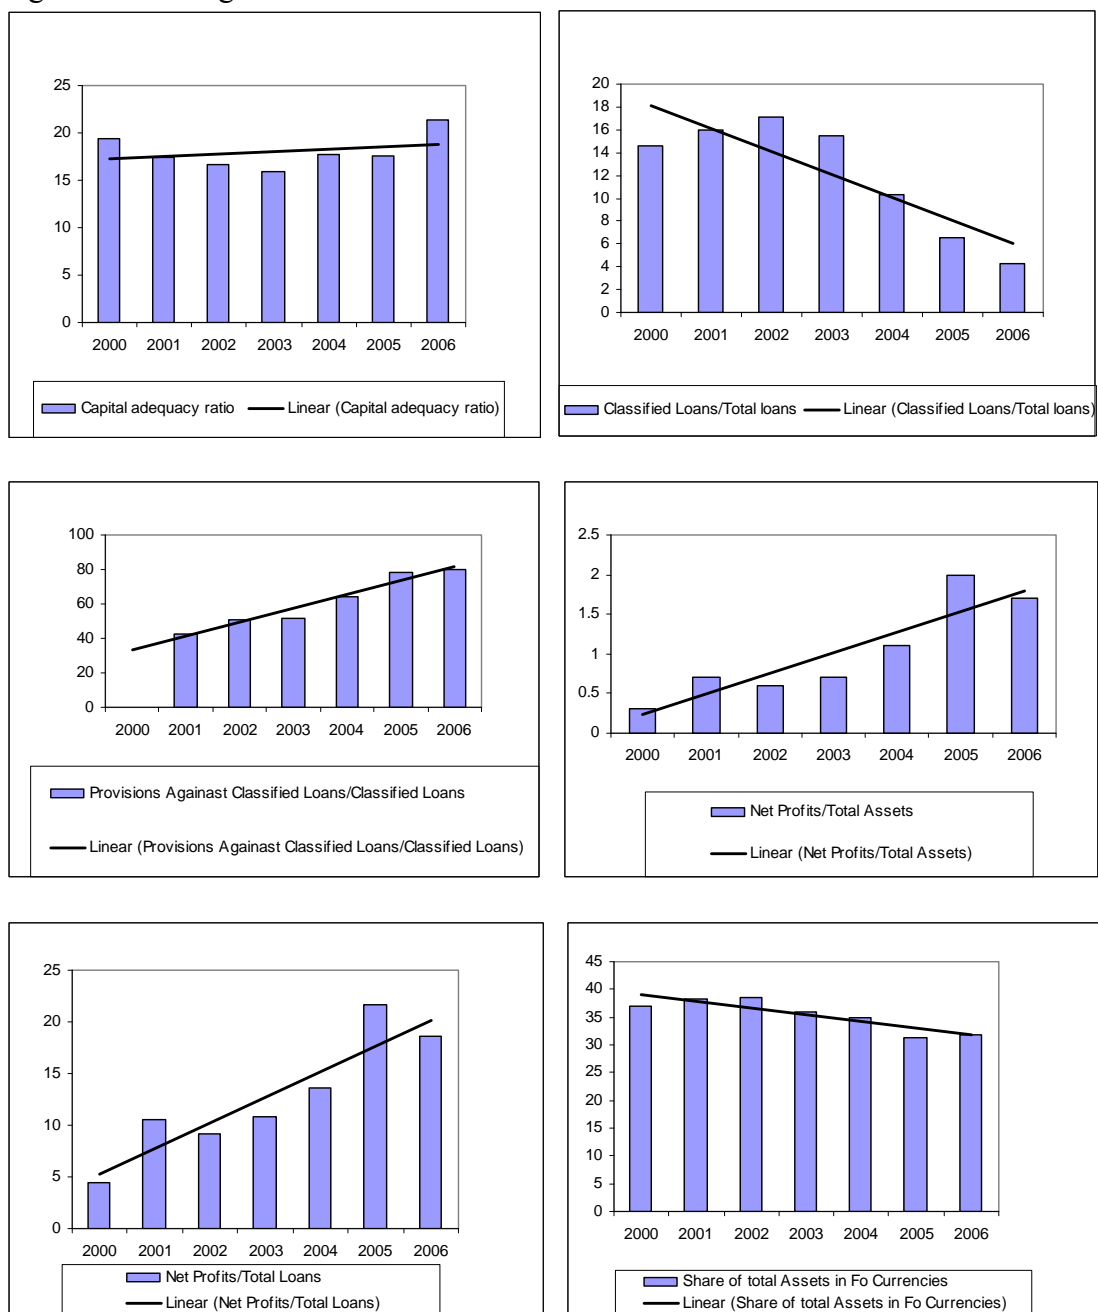 25
20
15
10
5
0
2000 2001 2002 2003 2004 2005 2006
Capital adequacy ratio Linear (Capital adequacy ratio)
20
18
16
14
12
10
8
6
4
2
0
2000 2001 2002 2003 2004 2005 2006
Classified Loans/Total loans Linear (Classified Loans/Total loans)
100
80
60
40
20
0
2000 2001 2002 2003 2004 2005 2006
Provisions Againast Classified Loans/Classified Loans
Linear (Provisions Againast Classified Loans/Classified Loans)
2.5
2
1.5
1
0.5
0
2000 2001 2002 2003 2004 2005 2006
Net Profits/Total Assets
Linear (Net Profits/Total Assets)
25
20
15
10
5
0
2000 2001 2002 2003 2004 2005 2006
Net Profits/Total Loans
Linear (Net Profits/Total Loans)
45
40
35
30
25
20
15
10
5
0
2000 2001 2002 2003 2004 2005 2006
Share of total Assets in Fo Currencies
Linear (Share of total Assets in Fo Currencies)